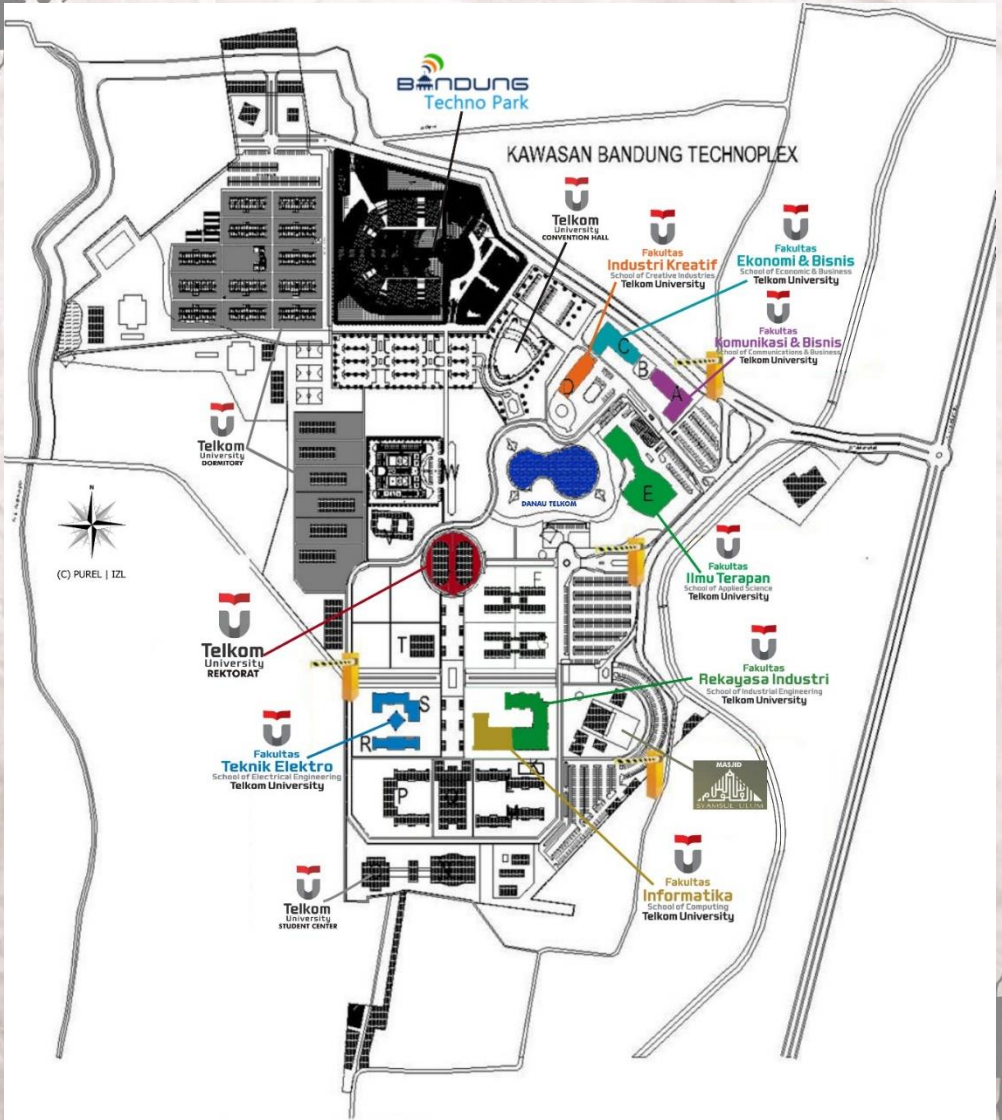 BANDUNG
Techno Park
KAWASAN BANDUNG TECHNOPLEX
Telkom
University
CONVENTION HALL
Fakultas
Industri Kreatif
School of Creative Industries
Telkom University
Fakultas
Ekonomi & Bisnis
School of Economic & Business
Telkom University
Fakultas
Komunikasi & Bisnis
School of Communications & Business
Telkom University
C
B
D
A
Telkom
University
DORMITORY
W
DANAU TELKOM
E
N
(C) PUREL | IZL
V
Fakultas
Ilmu Terapan
School of Applied Science
Telkom University
F
Telkom
University
REKTORAT
T
G
Fakultas
Rekayasa Industri
School of Industrial Engineering
Telkom University
S
R
Fakultas
Teknik Elektro
School of Electrical Engineering
Telkom University
MASJID
SYAMSUL ULUM
P
K
Fakultas
Informatika
School of Computing
Telkom University
Telkom
University
STUDENT CENTER